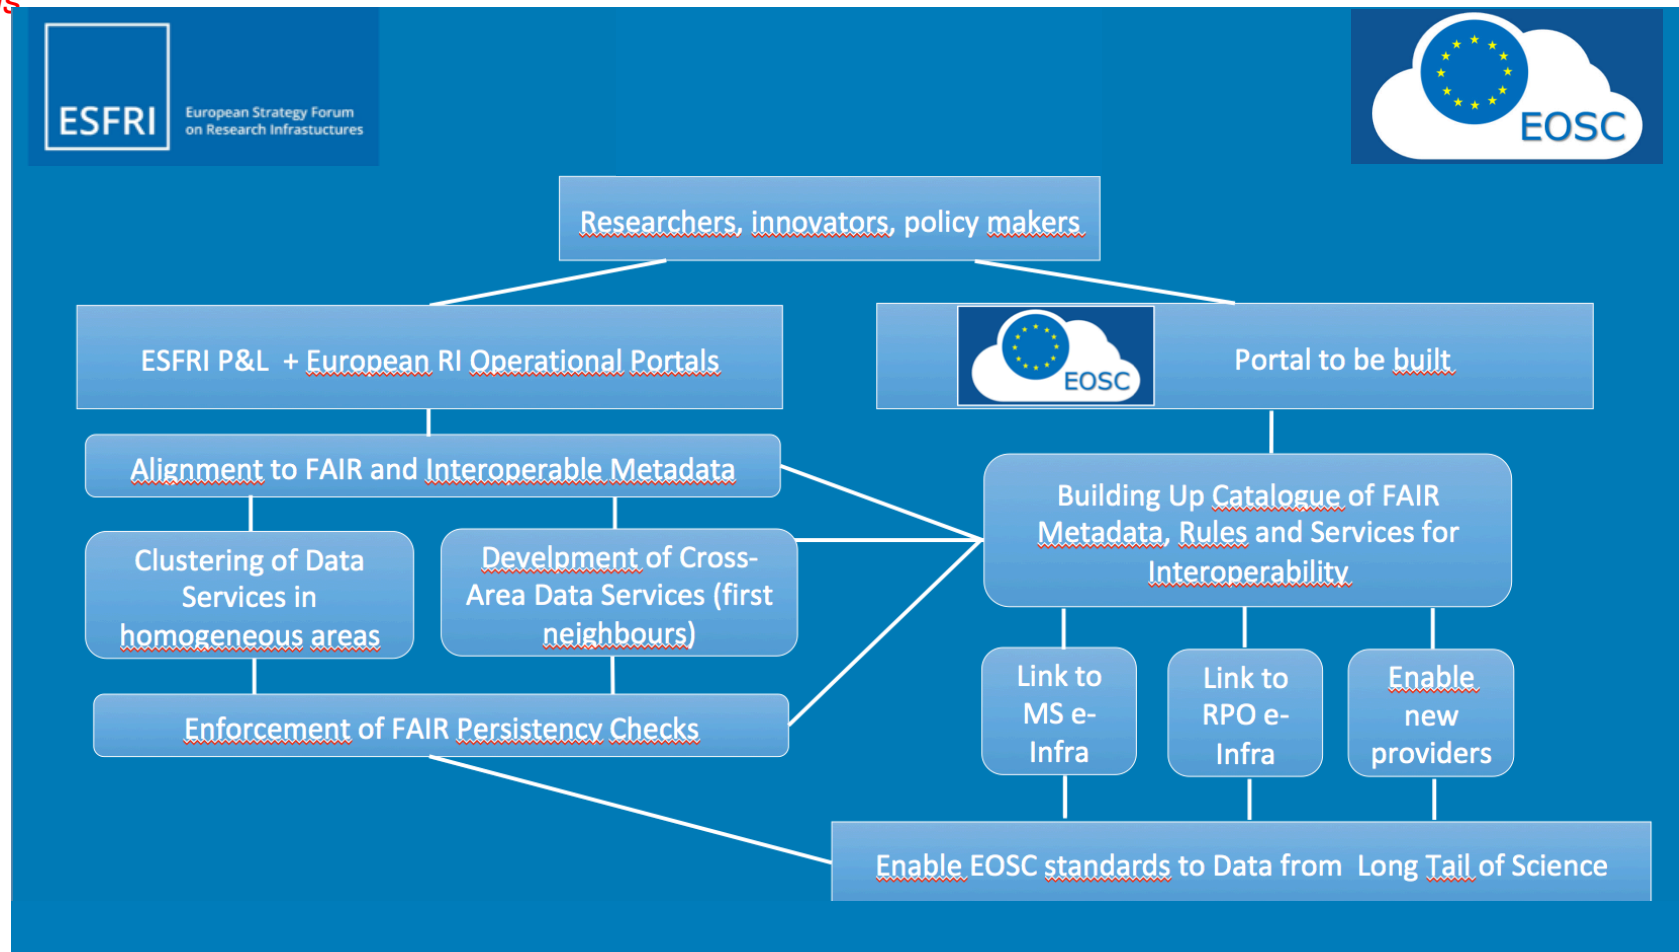 ESFRI
European Strategy Forum
on Research Infrastuctures
EOSC
Researchers, innovators, policy makers
ESFRI P&L + European RI Operational Portals
EOSC
Portal to be built
Alignment to FAIR and Interoperable Metadata
Building Up Catalogue of FAIR
Metadata, Rules and Services for
Interoperability
Clustering of Data
Services in
homogeneous areas
Develpment of Cross-
Area Data Services (first
neighbours)
Enforcement of FAIR Persistency Checks
Link to
MS e-
Infra
Link to
RPO e-
Infra
Enable
new
providers
Enable EOSC standards to Data from Long Tail of Science